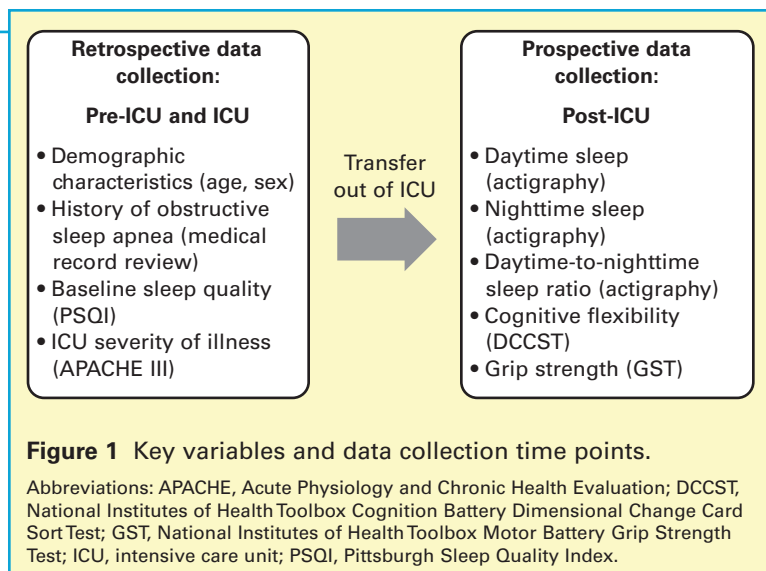 Retrospective data
collection:
Pre-ICU and ICU
• Demographic
characteristics (age, sex)
• History of obstructive
sleep apnea (medical
record review)
• Baseline sleep quality
(PSQI)
• ICU severity of illness
(APACHE III)
Transfer
out of ICU
Prospective data
collection:
Post-ICU
• Daytime sleep
(actigraphy)
• Nighttime sleep
(actigraphy)
• Daytime-to-nighttime
sleep ratio (actigraphy)
• Cognitive flexibility
(DCCST)
• Grip strength (GST)
Figure 1 Key variables and data collection time points.
Abbreviations: APACHE, Acute Physiology and Chronic Health Evaluation; DCCST,
National Institutes of Health Toolbox Cognition Battery Dimensional Change Card
Sort Test; GST, National Institutes of Health Toolbox Motor Battery Grip Strength
Test; ICU, intensive care unit; PSQI, Pittsburgh Sleep Quality Index.